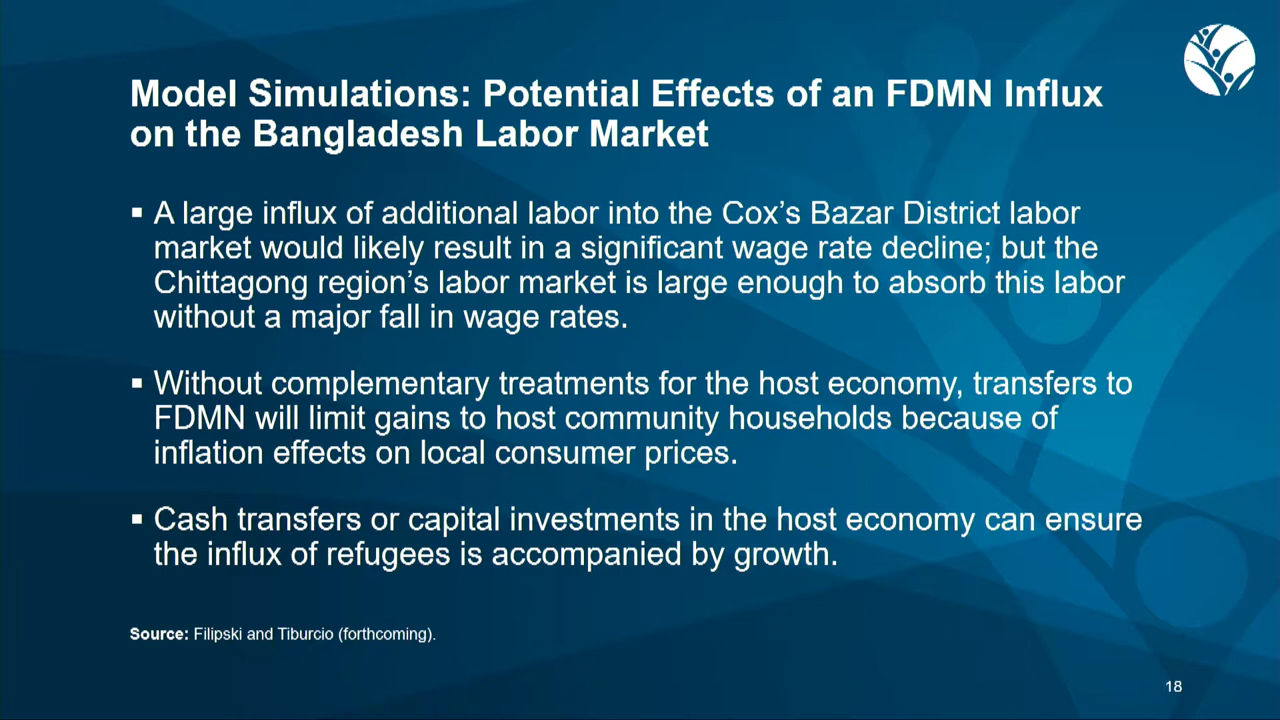 Model Simulations: Potential Effects of an FDMN Influx
on the Bangladesh Labor Market
▪ A large influx of additional labor into the Cox’s Bazar District labor
market would likely result in a significant wage rate decline; but the
Chittagong region’s labor market is large enough to absorb this labor
without a major fall in wage rates.
▪ Without complementary treatments for the host economy, transfers to
FDMN will limit gains to host community households because of
inflation effects on local consumer prices.
▪ Cash transfers or capital investments in the host economy can ensure
the influx of refugees is accompanied by growth.
Source: Filipski and Tiburcio (forthcoming).
18